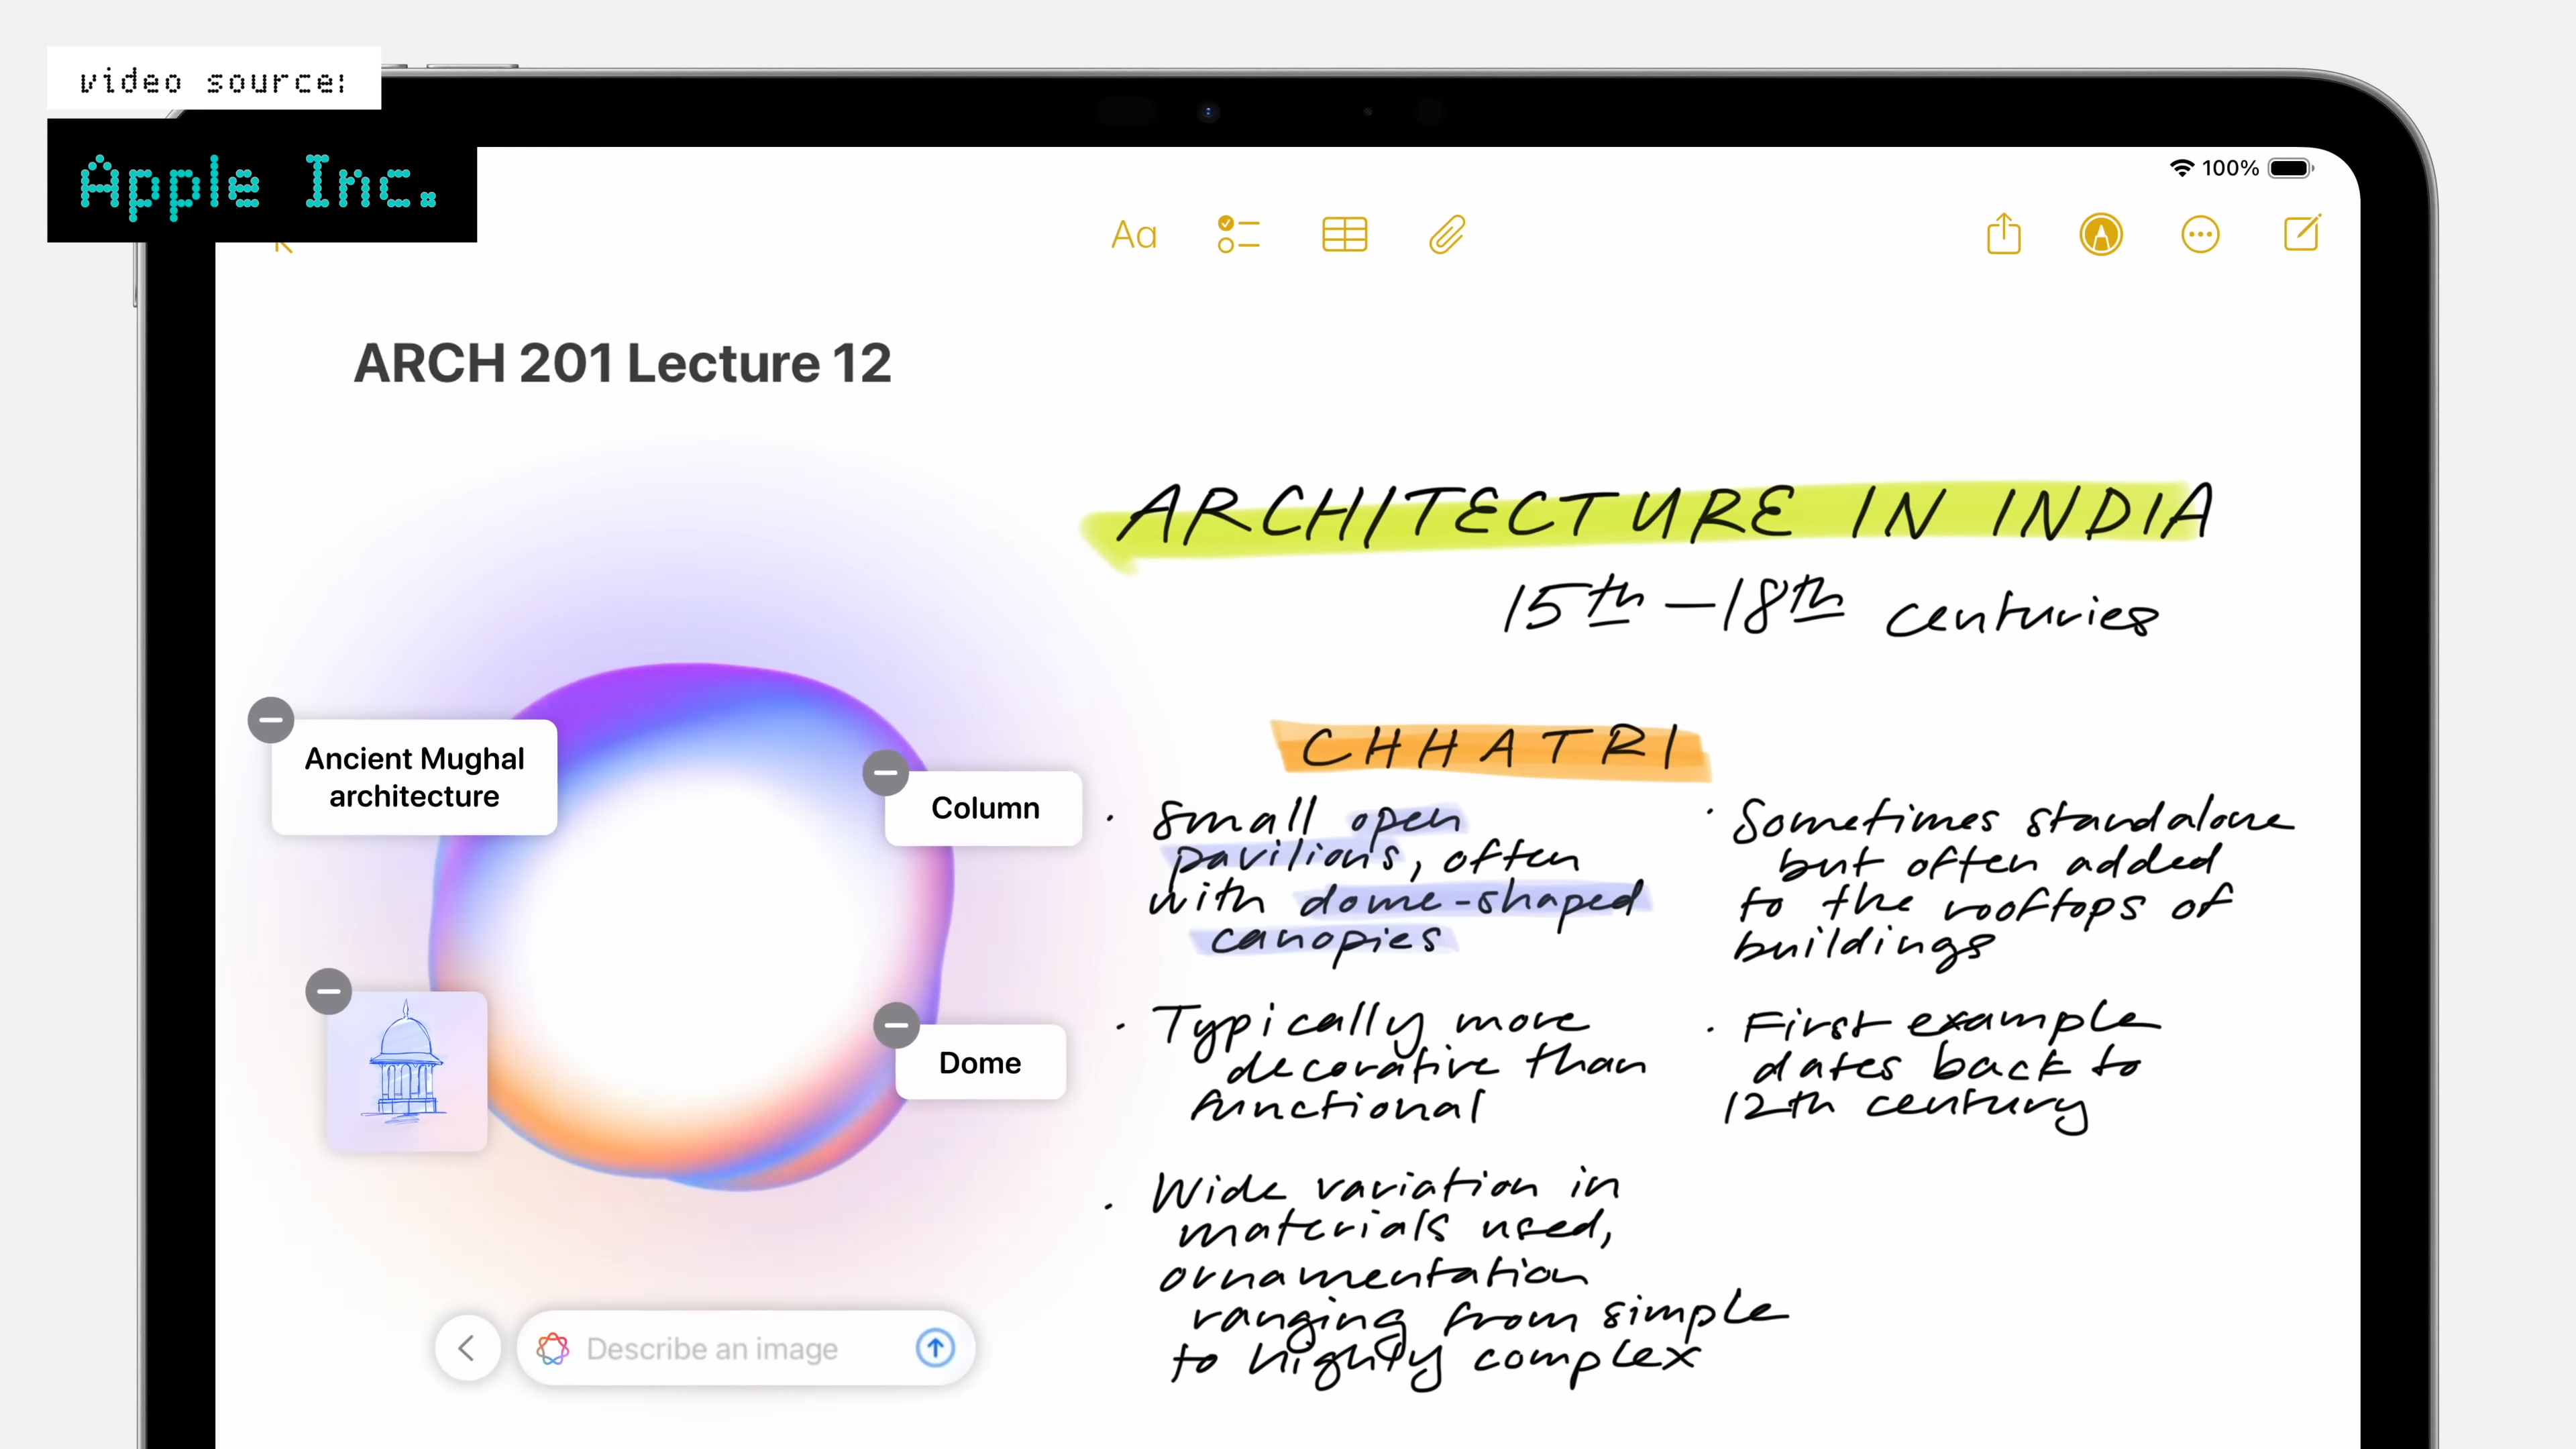 video source:
Apple Inc.
100%
Aa
ARCH 201 Lecture 12
ARCHITECTURE IN INDIA
15th – 18th centuries
Ancient Mughal
architecture
Column
Dome
Describe an image
CHHATRI
· Small open
pavilions, often
with dome-shaped
canopies
· Typically more
decorative than
functional
· Wide variation in
materials used,
ornamentation
ranging from simple
to highly complex
· Sometimes standalone
but often added
to the rooftops of
buildings
· First example
dates back to
12th century